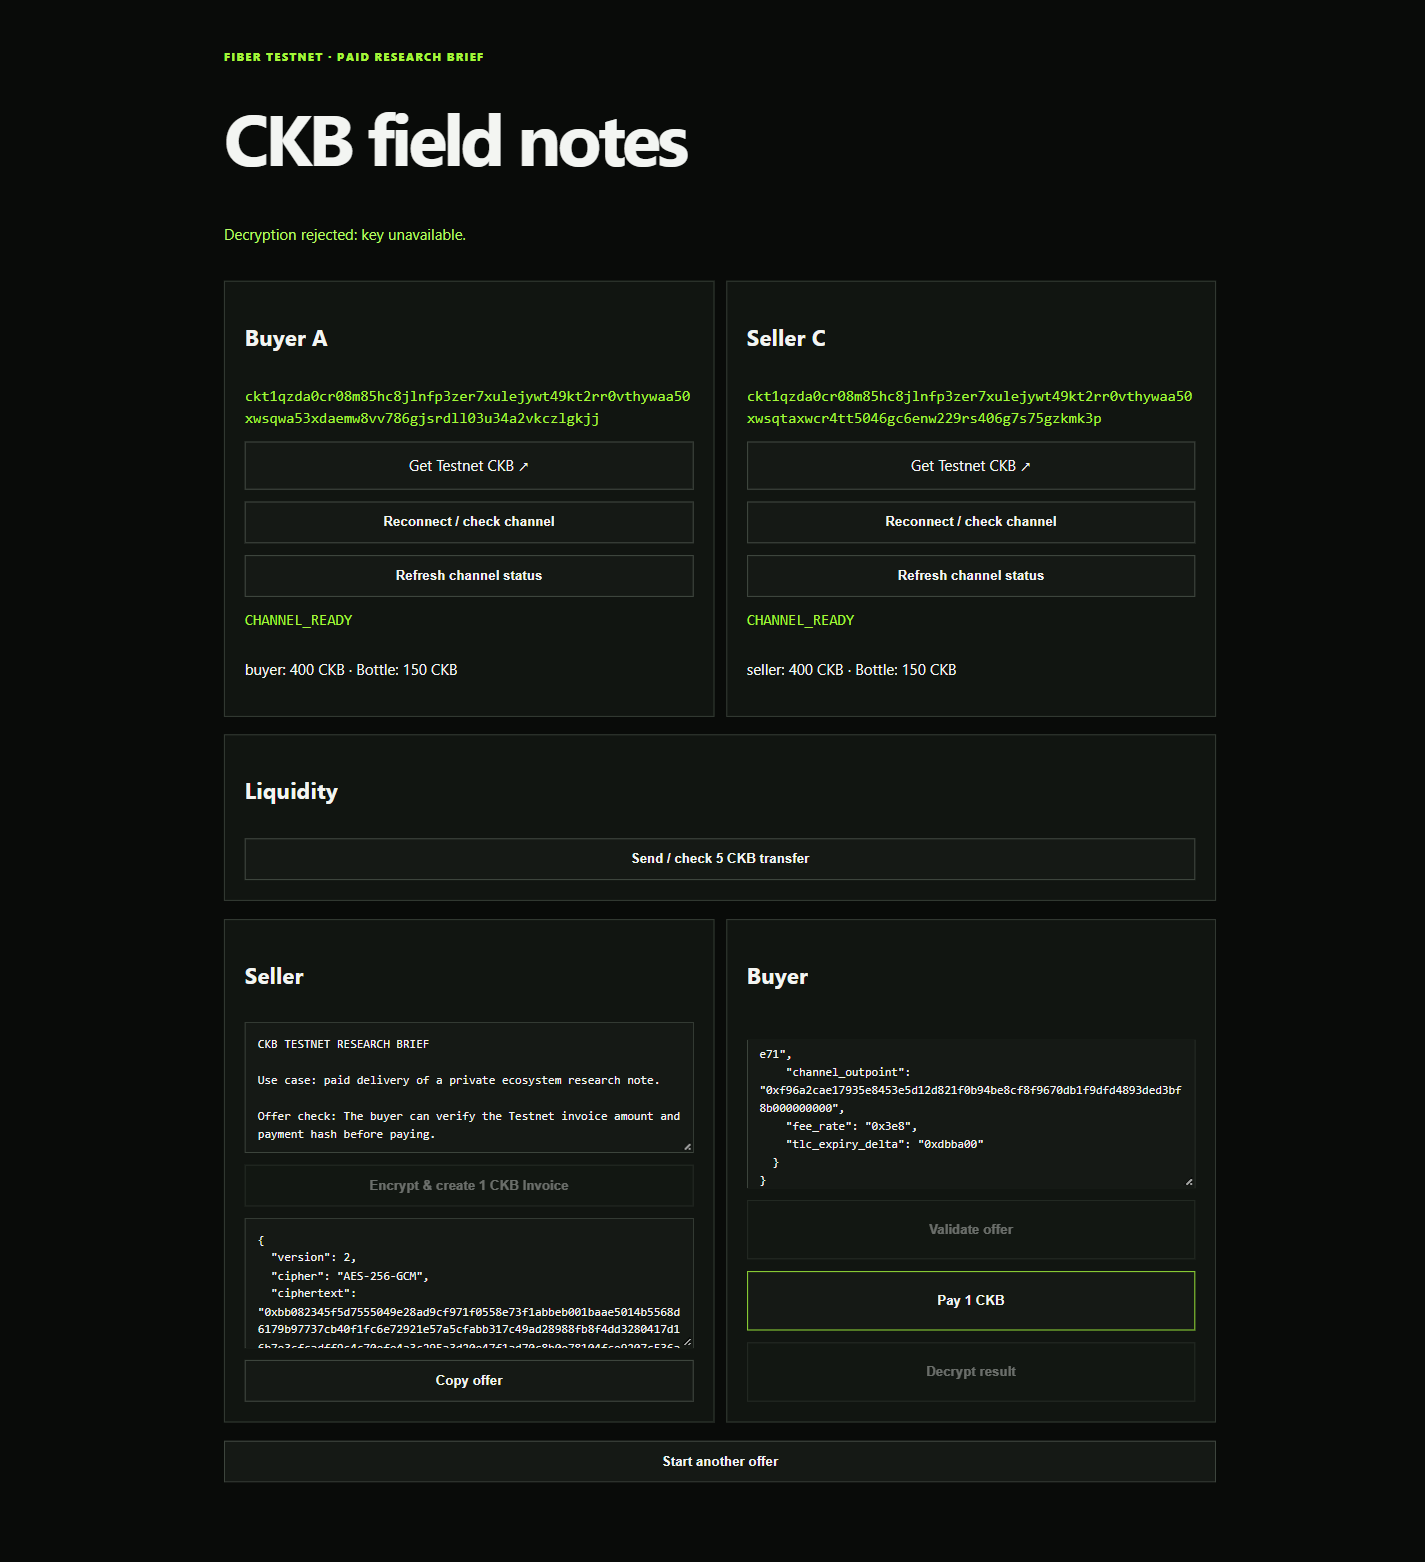 FIBER TESTNET · PAID RESEARCH BRIEF
CKB field notes
Decryption rejected: key unavailable.
Buyer A
ckt1qzda0cr08m85hc8jlnfp3zer7xulejywt49kt2rr0vthywaa50
xwsqwa53xdaemw8vv786gjsrdll03u34a2vkczlgkjj
Get Testnet CKB ↗
Reconnect / check channel
Refresh channel status
CHANNEL_READY
buyer: 400 CKB · Bottle: 150 CKB
Seller C
ckt1qzda0cr08m85hc8jlnfp3zer7xulejywt49kt2rr0vthywaa50
xwsqtaxwcr4tt5046gc6enw229rs406g7s75gzkmk3p
Get Testnet CKB ↗
Reconnect / check channel
Refresh channel status
CHANNEL_READY
seller: 400 CKB · Bottle: 150 CKB
Liquidity
Send / check 5 CKB transfer
Seller
CKB TESTNET RESEARCH BRIEF
Use case: paid delivery of a private ecosystem research note.
Offer check: The buyer can verify the Testnet invoice amount and
payment hash before paying.
Encrypt & create 1 CKB Invoice
{
"version": 2,
"cipher": "AES-256-GCM",
"ciphertext":
"0xbb082345f5d7555049e28ad9cf971f0558e73f1abbeb001baae5014b5568d
6179b97737cb40f1fc6e72921e57a5cfabb317c49ad28988fb8f4dd3280417d1
Copy offer
Buyer
e71",
"channel_outpoint":
"0xf96a2cae17935e8453e5d12d821f0b94be8cf8f9670db1f9dfd4893ded3bf
8b000000000",
"fee_rate": "0x3e8",
"tlc_expiry_delta": "0xdbba00"
}
}
Validate offer
Pay 1 CKB
Decrypt result
Start another offer